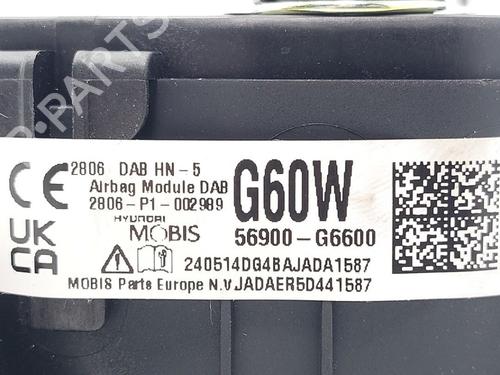 B-PARTS
CE
2806 DAB HN-5
Airbag Module DAB
2806-P1-002989
G60W
UK
CA
HYUNDAI
MOBIS
56900-G6600
240514DG4BAJADA1587
MOBIS Parts Europe N.V
JADAER5D441587